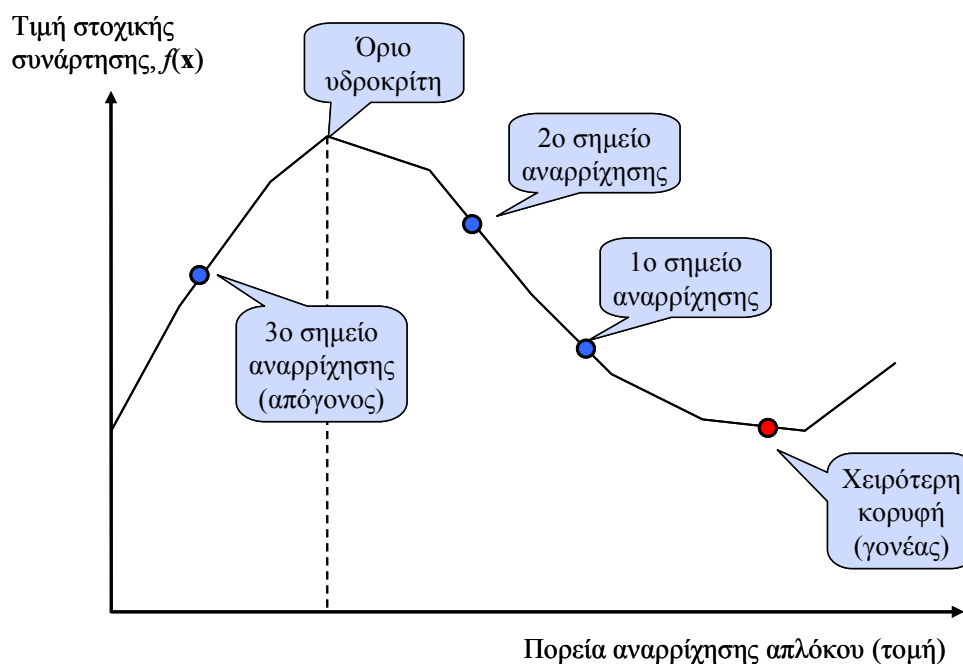 Τιμή στοχικής
συνάρτησης, f(x)
Όριο
υδροκρίτη
2ο σημείο
αναρρίχησης
1ο σημείο
αναρρίχησης
3ο σημείο
αναρρίχησης
(απόγονος)
Χειρότερη
κορυφή
(γονέας)
Πορεία αναρρίχησης απλόκου (τομή)